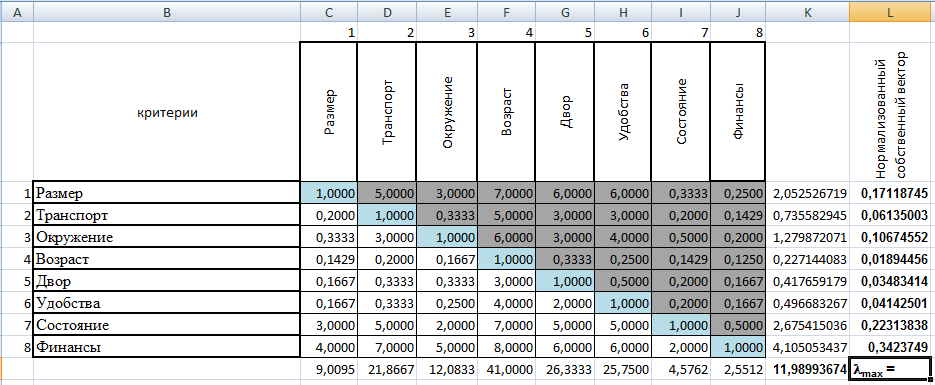 A B C D E F G H I J K L
1 2 3 4 5 6 7 8
критерии Размер Транспорт Окружение Возраст Двор Удобства Состояние Финансы Нормализованный собственный вектор
1 Размер 1,0000 5,0000 3,0000 7,0000 6,0000 6,0000 0,3333 0,2500 2,052526719 0,17118745
2 Транспорт 0,2000 1,0000 0,3333 5,0000 3,0000 3,0000 0,2000 0,1429 0,735582945 0,06135003
3 Окружение 0,3333 3,0000 1,0000 6,0000 3,0000 4,0000 0,5000 0,2000 1,279872071 0,10674552
4 Возраст 0,1429 0,2000 0,1667 1,0000 0,3333 0,2500 0,1429 0,1250 0,227144083 0,01894456
5 Двор 0,1667 0,3333 0,3333 3,0000 1,0000 0,5000 0,2000 0,1667 0,417659179 0,03483414
6 Удобства 0,1667 0,3333 0,2500 4,0000 2,0000 1,0000 0,2000 0,1667 0,496683267 0,04142501
7 Состояние 3,0000 5,0000 2,0000 7,0000 5,0000 5,0000 1,0000 0,5000 2,675415036 0,22313838
8 Финансы 4,0000 7,0000 5,0000 8,0000 6,0000 6,0000 2,0000 1,0000 4,105053437 0,3423749
9,0095 21,8667 12,0833 41,0000 26,3333 25,7500 4,5762 2,5512 11,98993674 λmax =